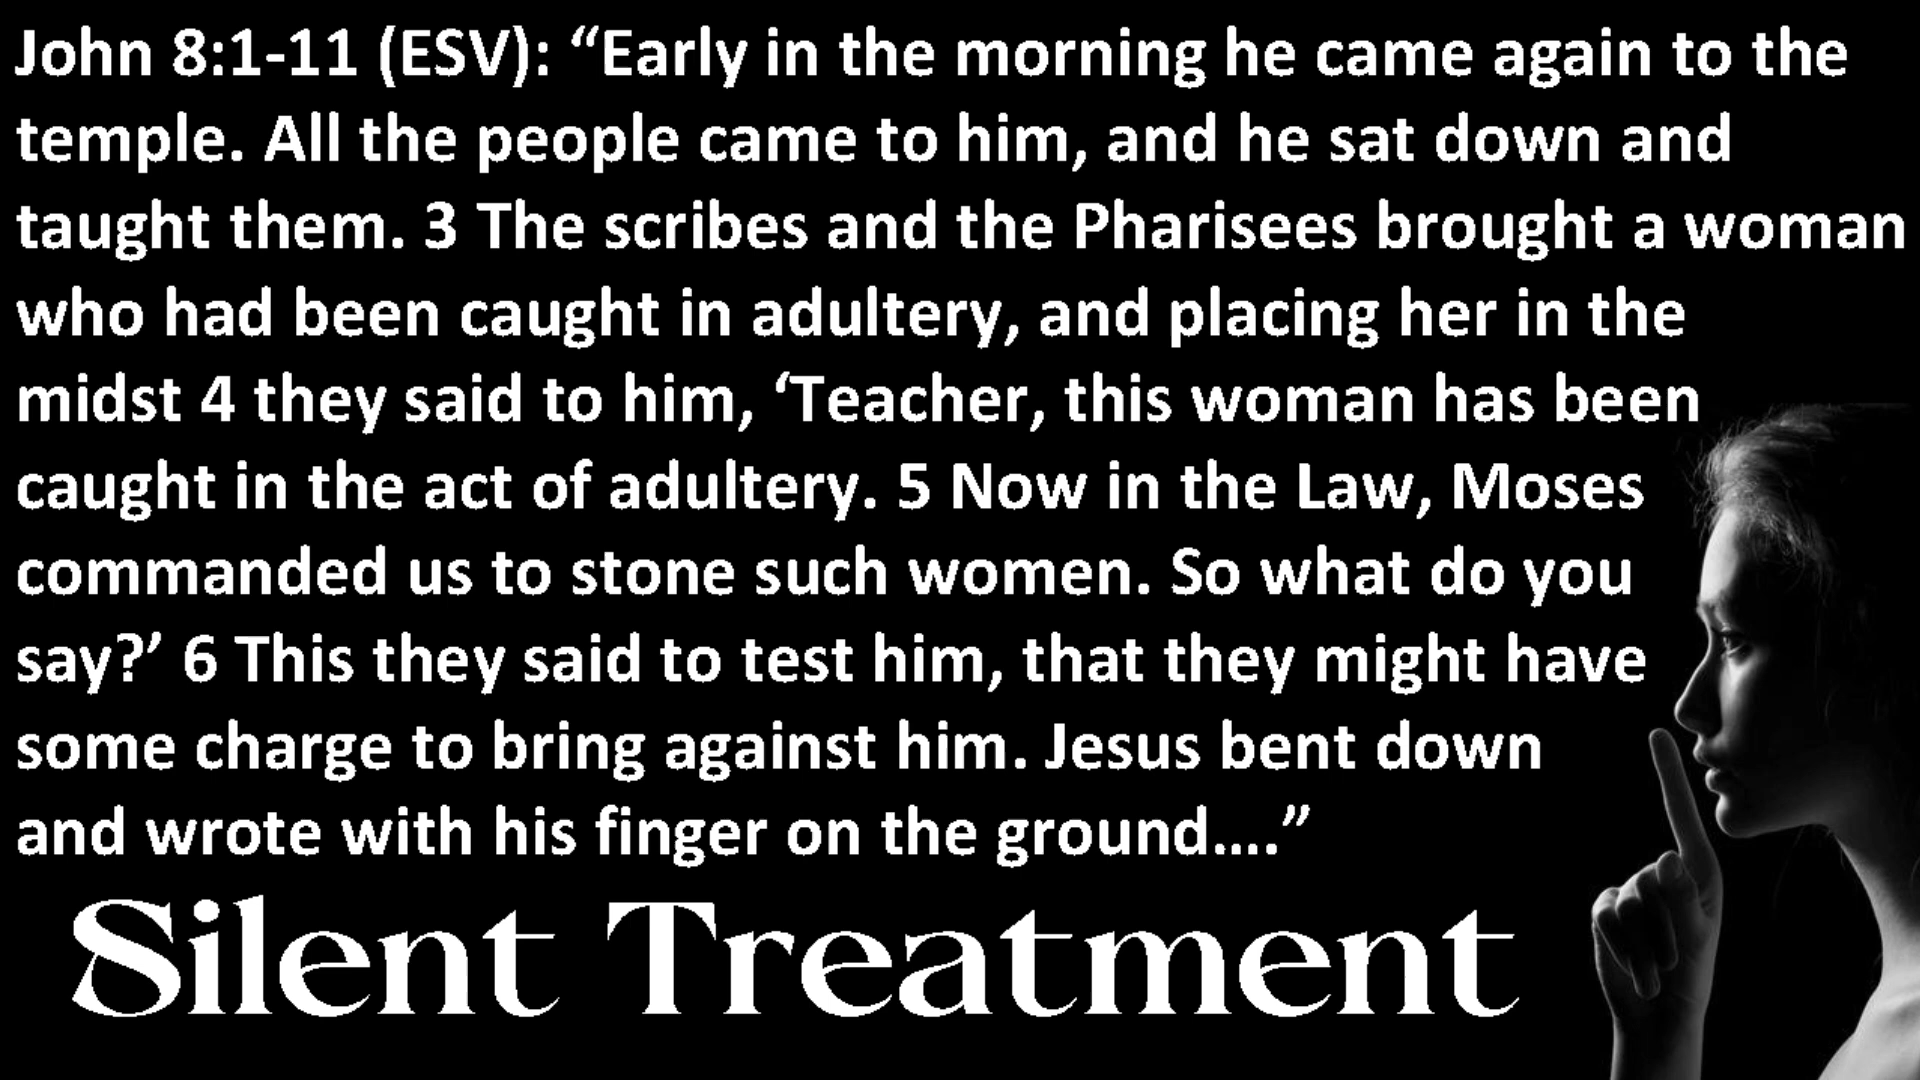 John 8:1-11 (ESV): “Early in the morning he came again to the
temple. All the people came to him, and he sat down and
taught them. 3 The scribes and the Pharisees brought a woman
who had been caught in adultery, and placing her in the
midst 4 they said to him, ‘Teacher, this woman has been
caught in the act of adultery. 5 Now in the Law, Moses
commanded us to stone such women. So what do you
say?’ 6 This they said to test him, that they might have
some charge to bring against him. Jesus bent down
and wrote with his finger on the ground….”
Silent Treatment